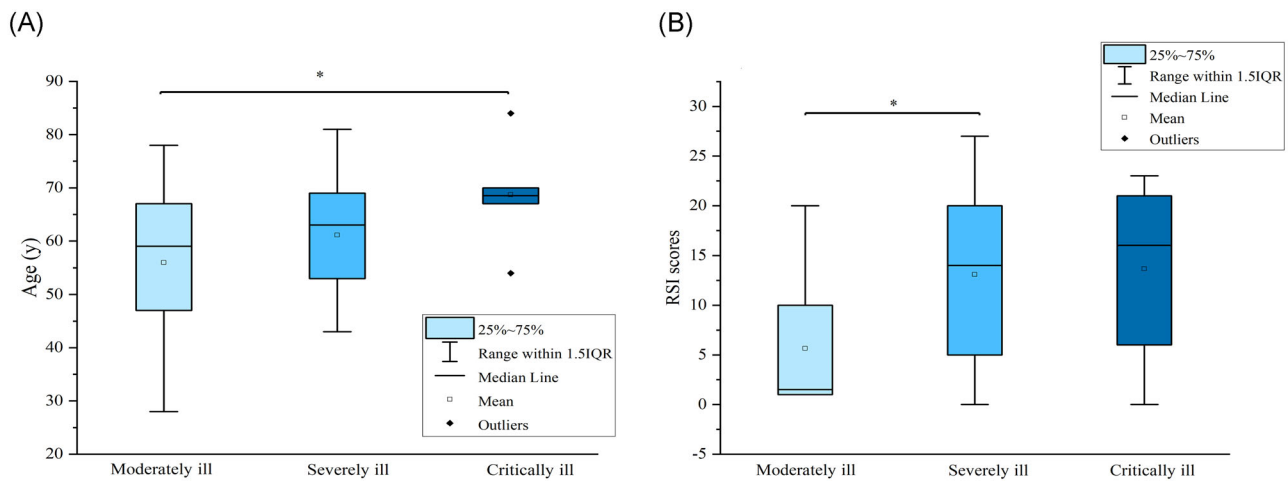 (A)
*
90
80
70
60
50
40
30
20
Age (y)
25%~75%
Range within 1.5IQR
Median Line
Mean
Outliers
Moderately ill Severely ill Critically ill
(B)
25%~75%
Range within 1.5IQR
Median Line
Mean
Outliers
*
30
25
20
15
10
5
0
-5
RSI scores
Moderately ill Severely ill Critically ill